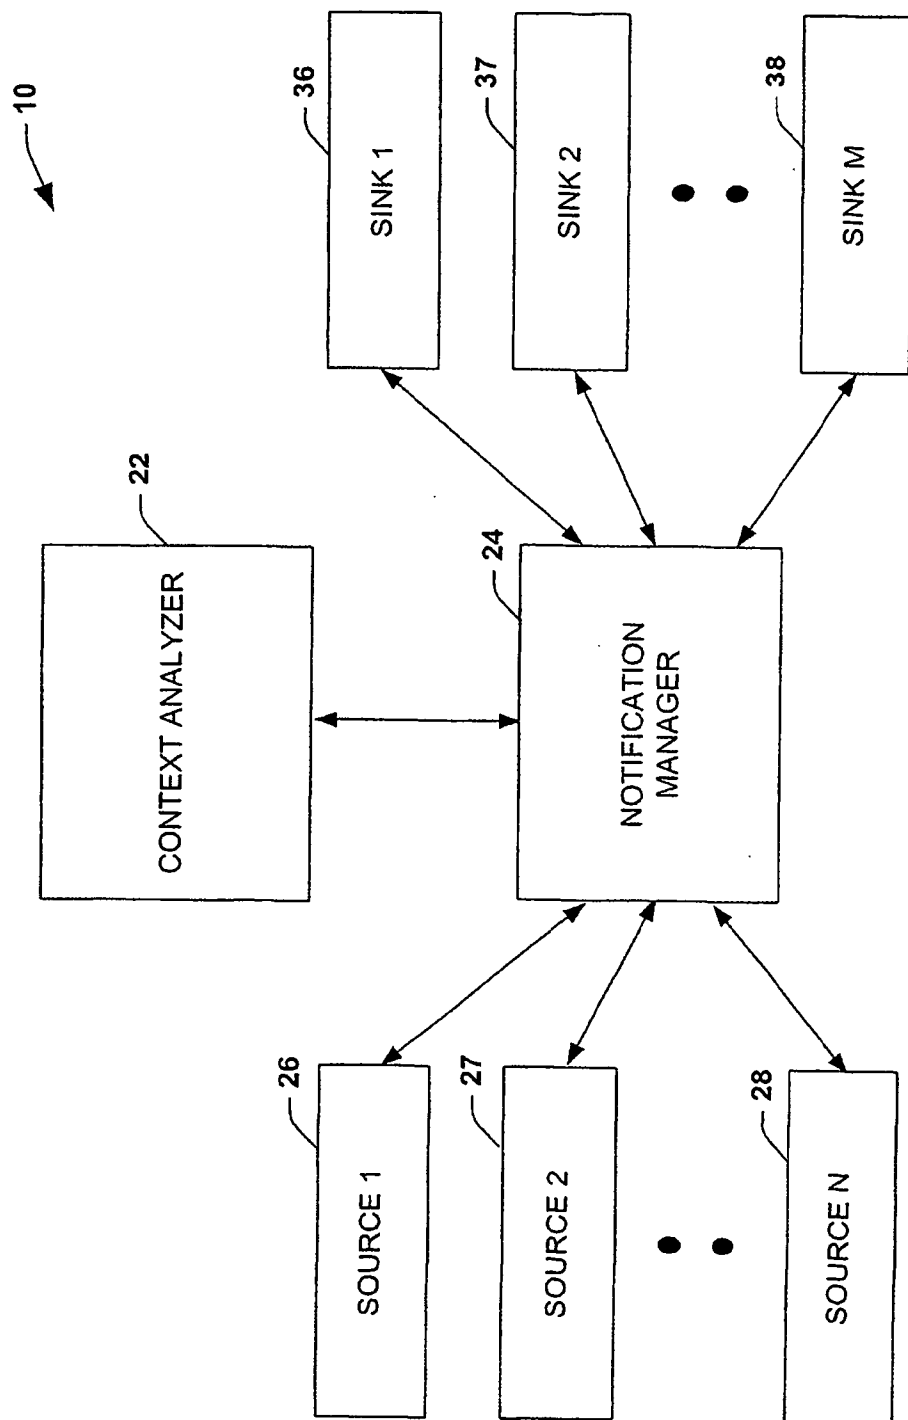 10
22
CONTEXT ANALYZER
24
NOTIFICATION
MANAGER
26
SOURCE 1
27
SOURCE 2
28
SOURCE N
36
SINK 1
37
SINK 2
38
SINK M